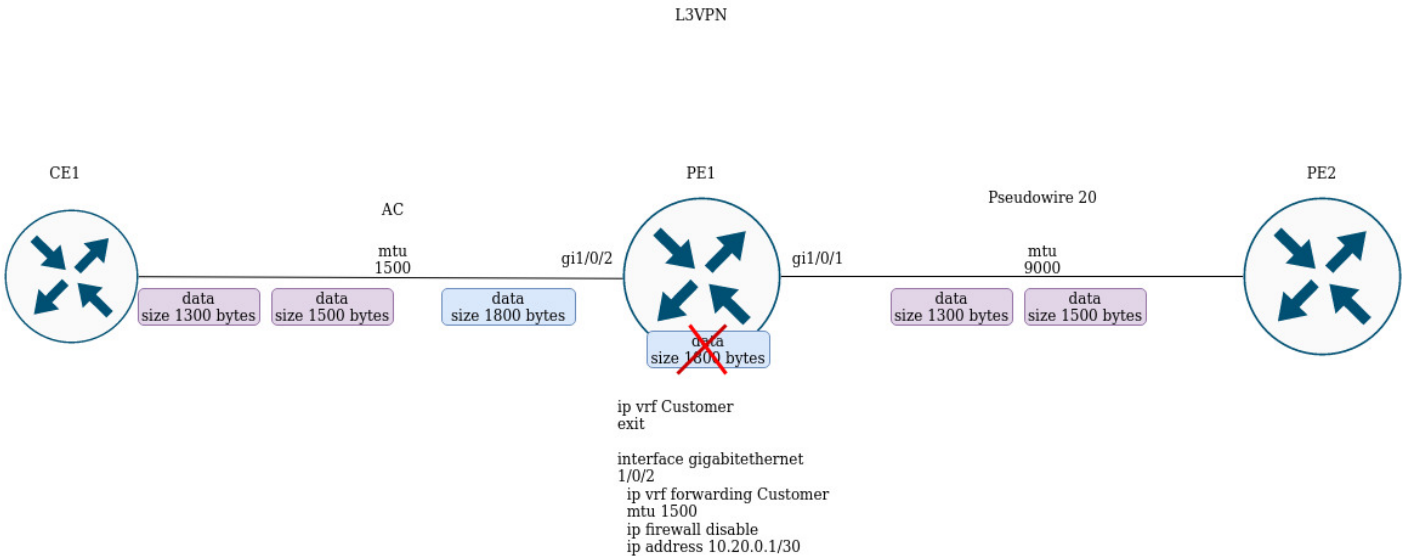 L3VPN
CE1
PE1
PE2
Pseudowire 20
AC
mtu
1500
gi1/0/2
gi1/0/1
mtu
9000
data
size 1300 bytes
data
size 1500 bytes
data
size 1800 bytes
data
size 1800 bytes
data
size 1300 bytes
data
size 1500 bytes
ip vrf Customer
exit
interface gigabitethernet
1/0/2
ip vrf forwarding Customer
mtu 1500
ip firewall disable
ip address 10.20.0.1/30